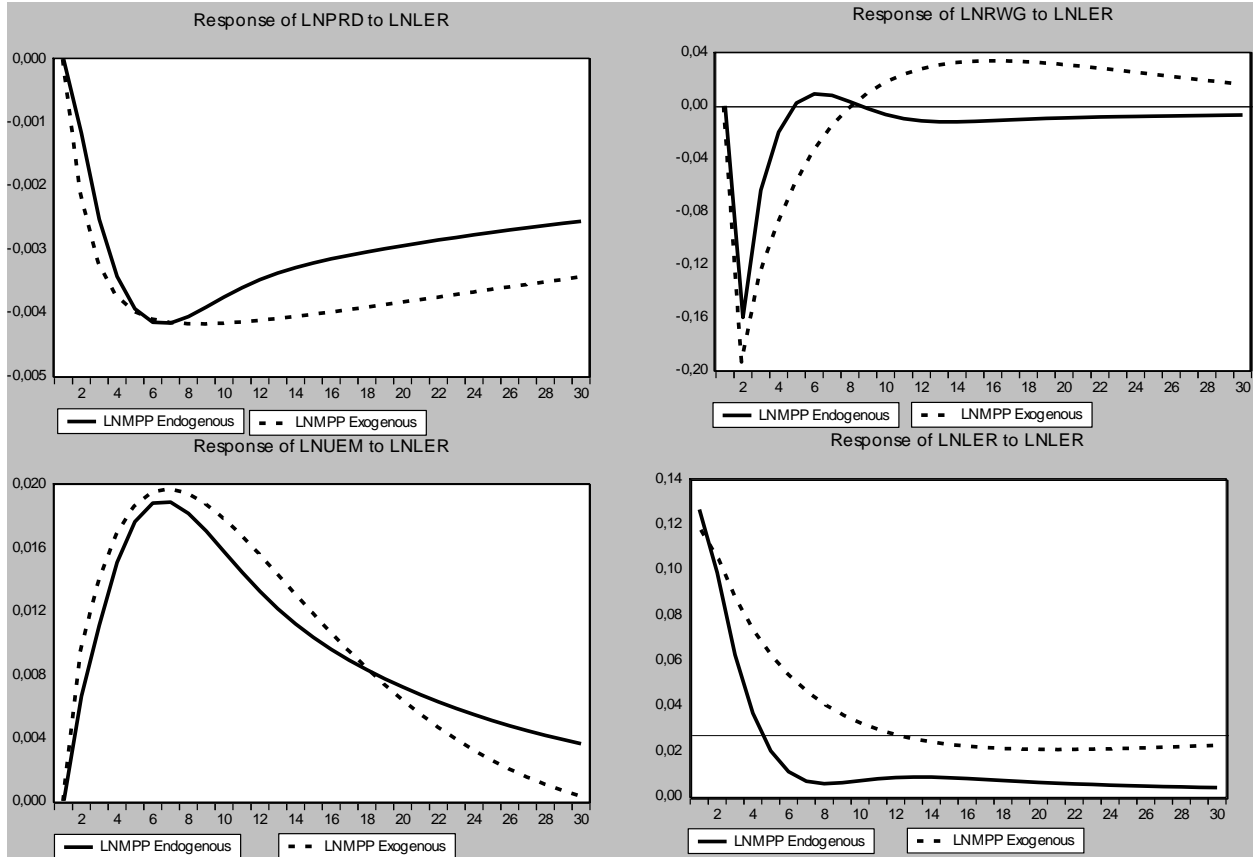 Response of LNPRD to LNLER
0,000
-0,001
-0,002
-0,003
-0,004
-0,005
2 4 6 8 10 12 14 16 18 20 22 24 26 28 30
LNMPP Endogenous LNMPP Exogenous
Response of LNRWG to LNLER
0,04
0,00
-0,04
-0,08
-0,12
-0,16
-0,20
2 4 6 8 10 12 14 16 18 20 22 24 26 28 30
LNMPP Endogenous LNMPP Exogenous
Response of LNUEM to LNLER
0,020
0,016
0,012
0,008
0,004
0,000
2 4 6 8 10 12 14 16 18 20 22 24 26 28 30
LNMPP Endogenous LNMPP Exogenous
Response of LNLER to LNLER
0,14
0,12
0,10
0,08
0,06
0,04
0,02
0,00
2 4 6 8 10 12 14 16 18 20 22 24 26 28 30
LNMPP Endogenous LNMPP Exogenous